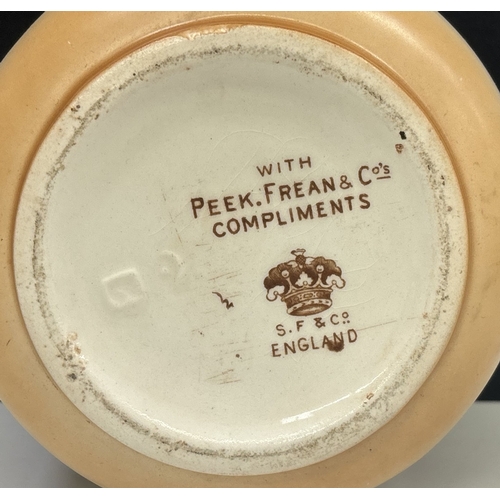 WITH
PEEK. FREAN & Co's
COMPLIMENTS
S. F & Co
ENGLAND